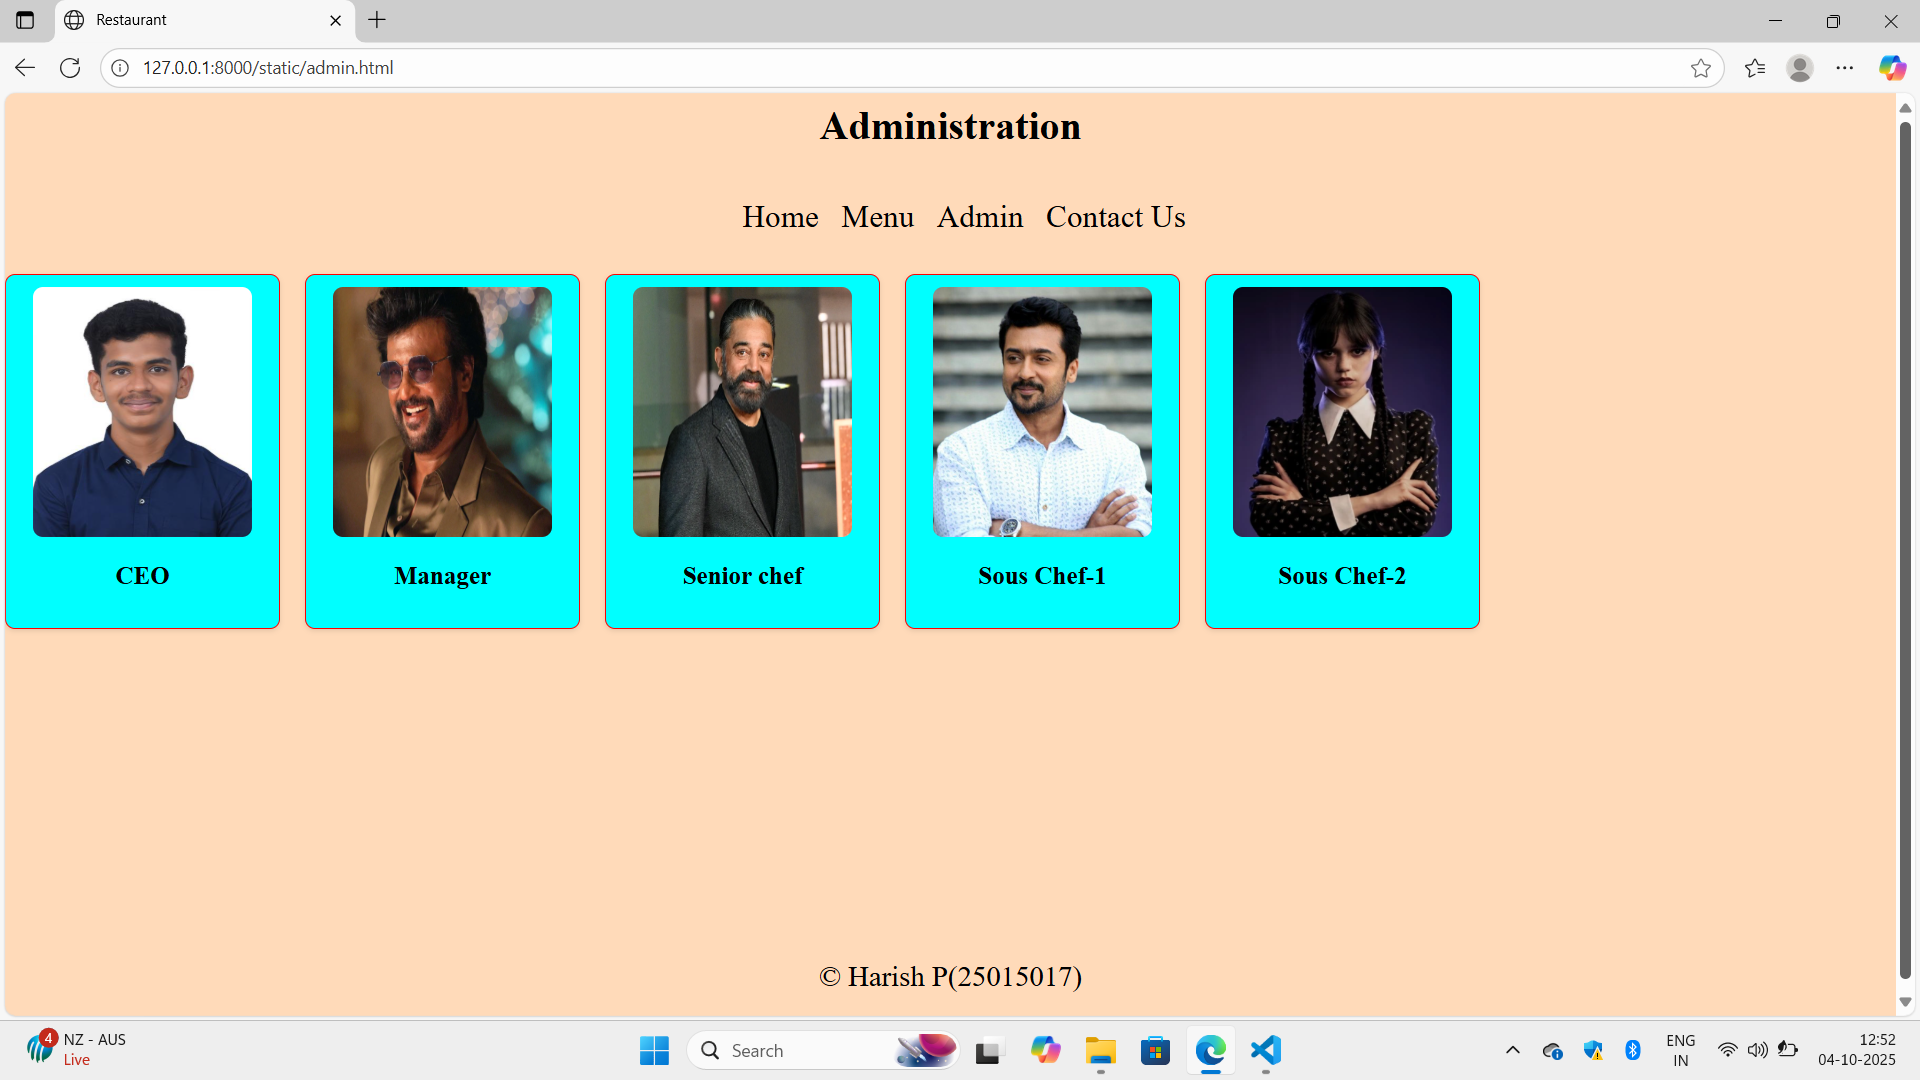 Restaurant
127.0.0.1:8000/static/admin.html
Administration
Home Menu Admin Contact Us
CEO
Manager
Senior chef
Sous Chef-1
Sous Chef-2
© Harish P(25015017)
4
NZ - AUS
Live
Search
ENG
IN
12:52
04-10-2025